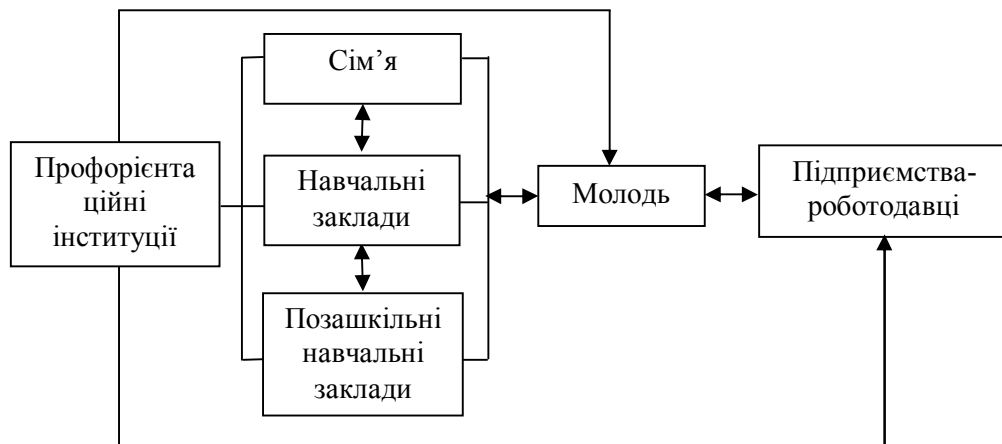 Сім’я
Профорієнта
ційні
інституції
Навчальні
заклади
Позашкільні
навчальні
заклади
Молодь
Підприємства-
роботодавці